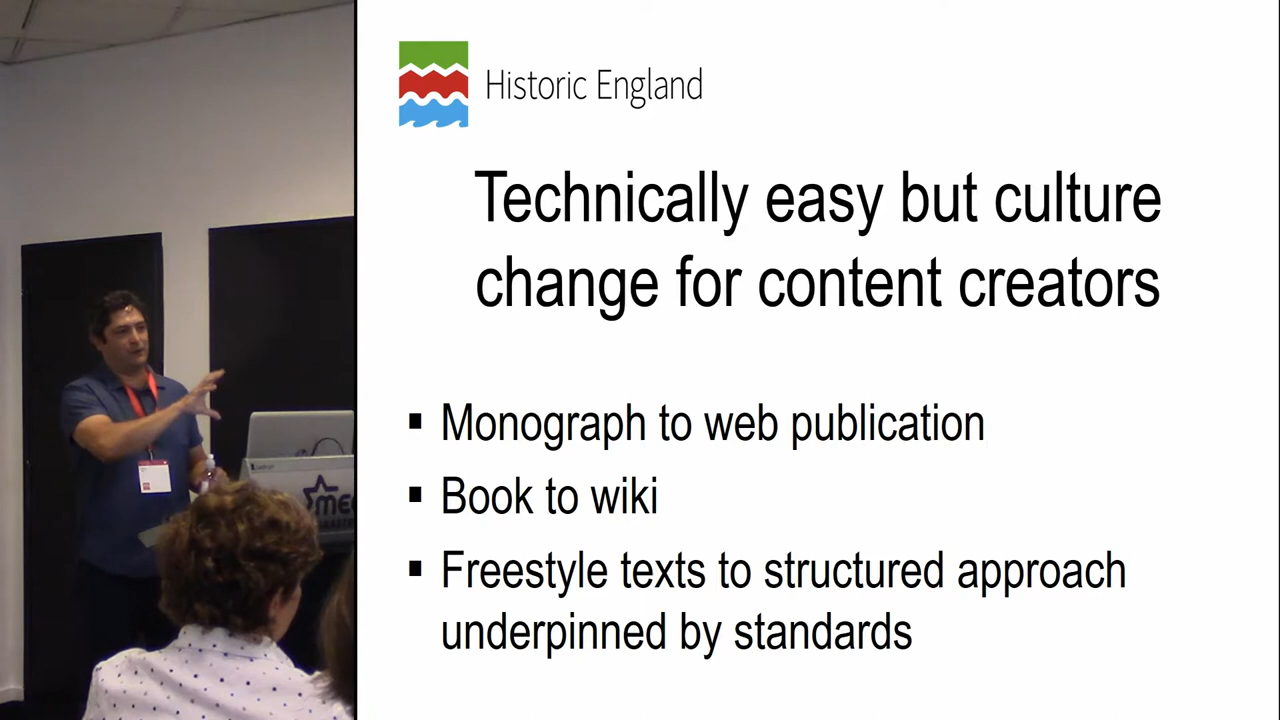 Historic England
Technically easy but culture
change for content creators
▪ Monograph to web publication
▪ Book to wiki
▪ Freestyle texts to structured approach
underpinned by standards